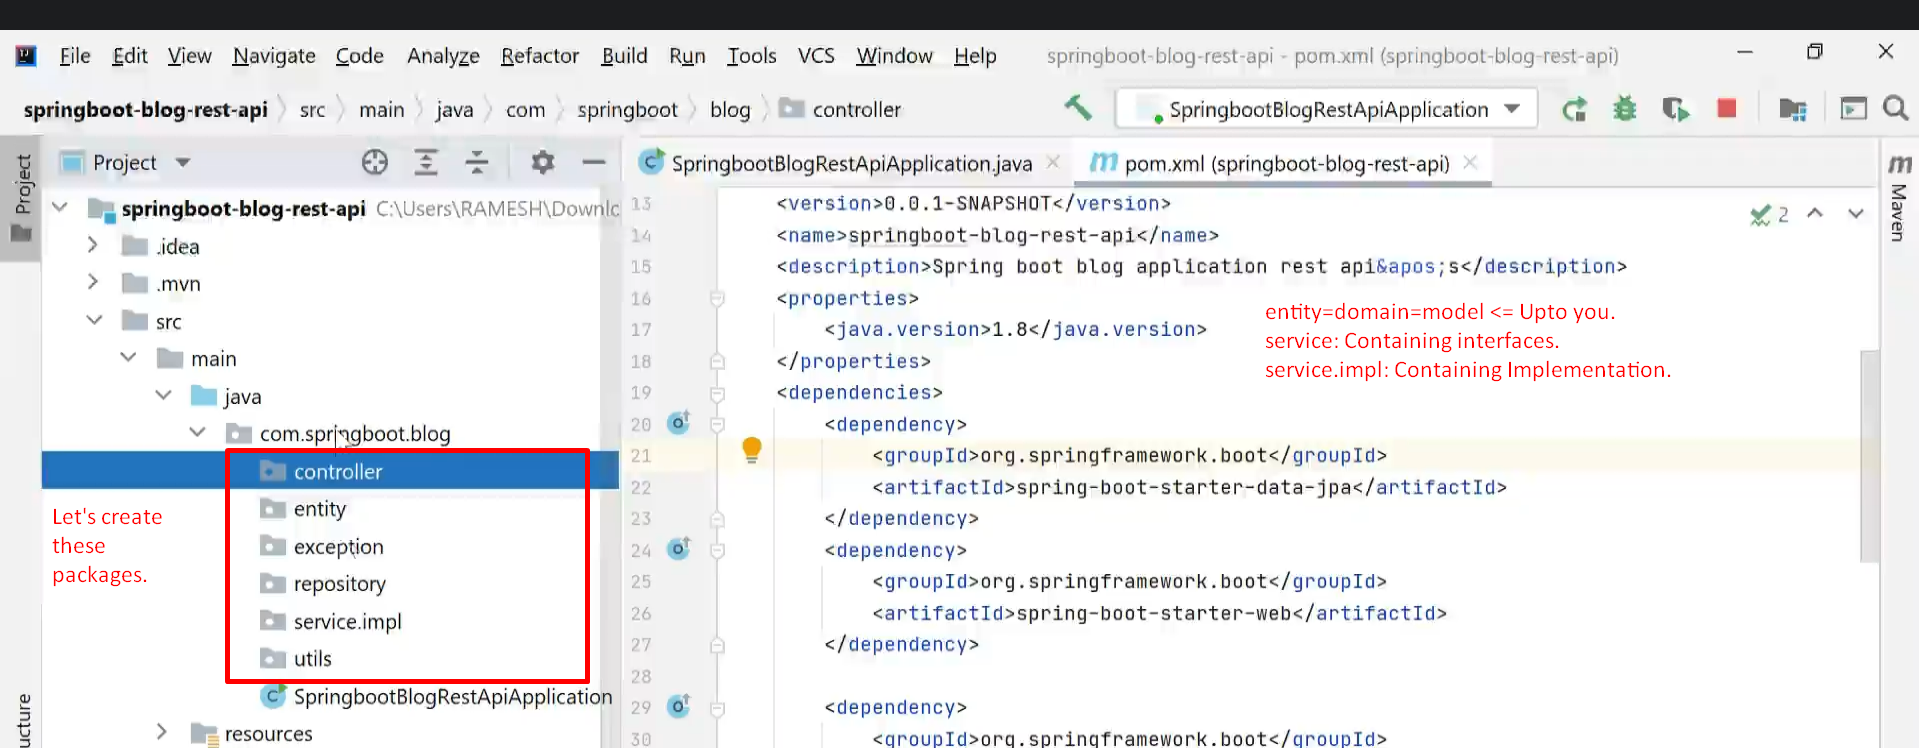 File Edit View Navigate Code Analyze Refactor Build Run Tools VCS Window Help springboot-blog-rest-api - pom.xml (springboot-blog-rest-api)
springboot-blog-rest-api src main java com springboot blog controller SpringbootBlogRestApiApplication
Project
Project
SpringbootBlogRestApiApplication.java
pom.xml (springboot-blog-rest-api)
Maven
springboot-blog-rest-api C:\Users\RAMESH\Downlc
.idea
.mvn
src
main
java
com.springboot.blog
controller
entity
exception
repository
service.impl
utils
SpringbootBlogRestApiApplication
resources
Let's create
these
packages.
ucture
2
13 <version>0.0.1-SNAPSHOT</version>
14 <name>springboot-blog-rest-api</name>
15 <description>Spring boot blog application rest api&apos;s</description>
16 <properties>
17 <java.version>1.8</java.version>
18 </properties>
19 <dependencies>
20 <dependency>
21 <groupId>org.springframework.boot</groupId>
22 <artifactId>spring-boot-starter-data-jpa</artifactId>
23 </dependency>
24 <dependency>
25 <groupId>org.springframework.boot</groupId>
26 <artifactId>spring-boot-starter-web</artifactId>
27 </dependency>
28
29 <dependency>
30 <groupId>org.springframework.boot</groupId>
entity=domain=model <= Upto you.
service: Containing interfaces.
service.impl: Containing Implementation.